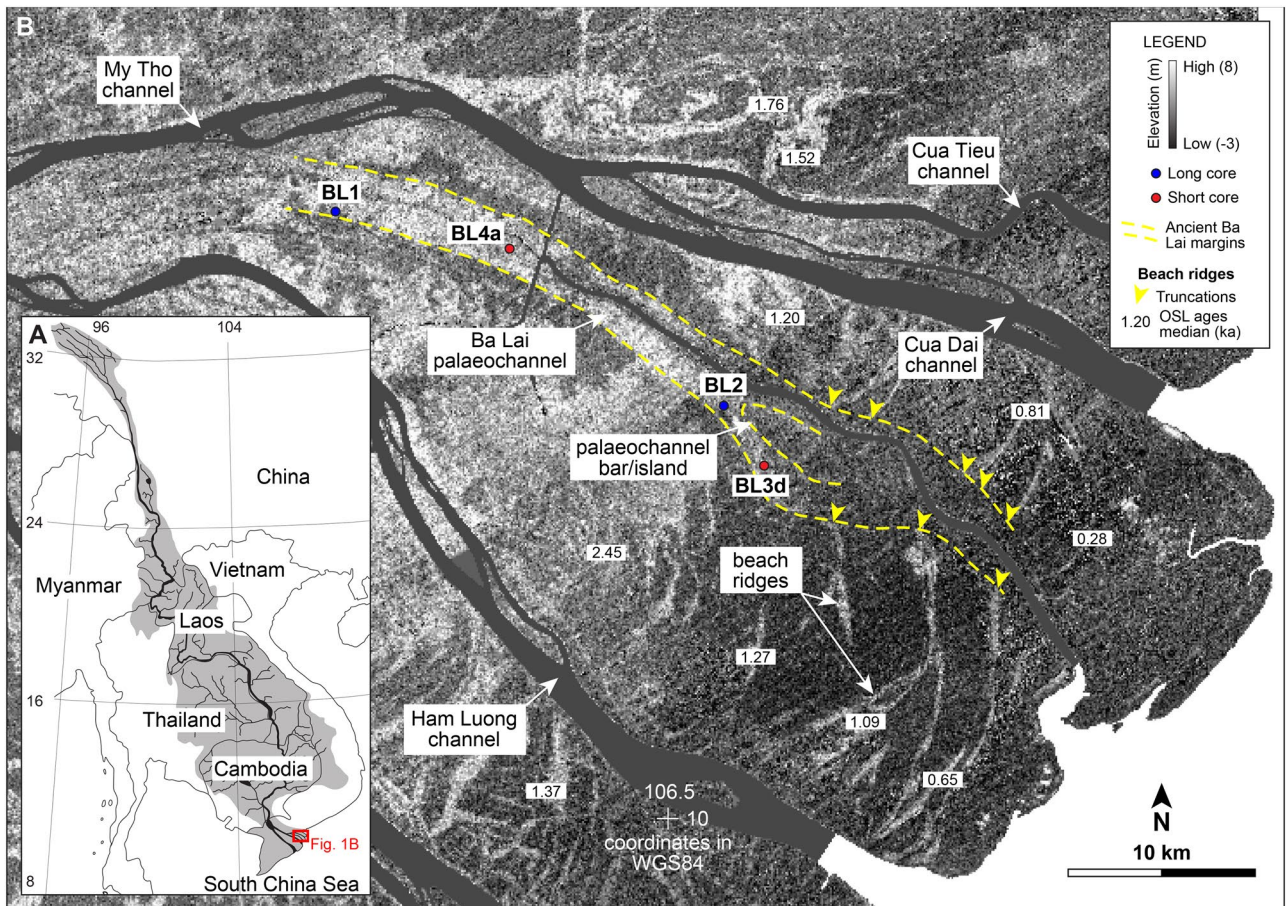 B
My Tho
channel
1.76
1.52
Cua Tieu
channel
LEGEND
Elevation (m)
High (8)
Low (-3)
Long core
Short core
Ancient Ba
Lai margins
Beach ridges
Truncations
1.20
OSL ages
median (ka)
BL1
BL4a
1.20
Ba Lai
palaeochannel
Cua Dai
channel
BL2
palaeochannel
bar/island
BL3d
0.81
0.28
2.45
beach
ridges
1.27
1.09
0.65
Ham Luong
channel
1.37
106.5
10
coordinates in
WGS84
N
10 km
A
96
104
32
24
16
8
China
Myanmar
Vietnam
Laos
Thailand
Cambodia
Fig. 1B
South China Sea